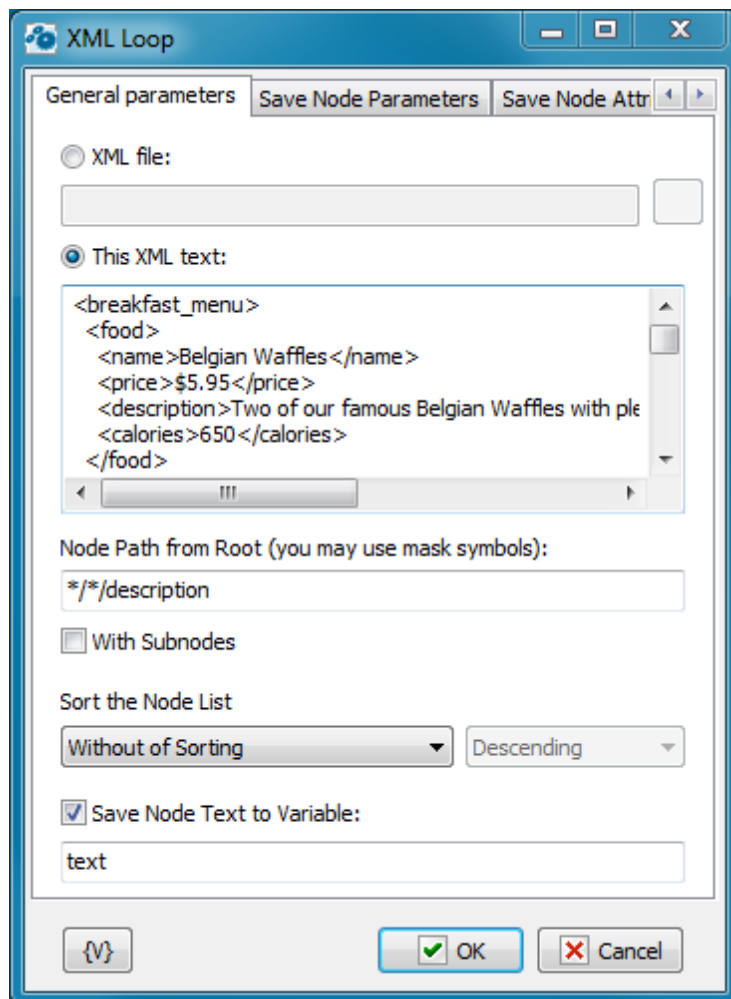 XML Loop
General parameters
Save Node Parameters
Save Node Attr
XML file:
This XML text:
<breakfast_menu>
<food>
<name>Belgian Waffles</name>
<price>$5.95</price>
<description>Two of our famous Belgian Waffles with ple
<calories>650</calories>
</food>
Node Path from Root (you may use mask symbols):
*/*/description
With Subnodes
Sort the Node List
Without of Sorting
Descending
Save Node Text to Variable:
text
{V}
OK
Cancel